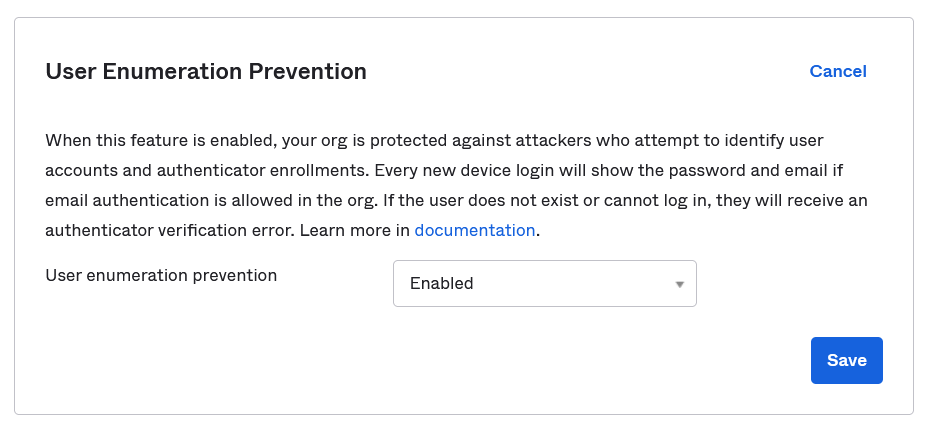 User Enumeration Prevention
Cancel
When this feature is enabled, your org is protected against attackers who attempt to identify user
accounts and authenticator enrollments. Every new device login will show the password and email if
email authentication is allowed in the org. If the user does not exist or cannot log in, they will receive an
authenticator verification error. Learn more in documentation.
User enumeration prevention
Enabled
Save